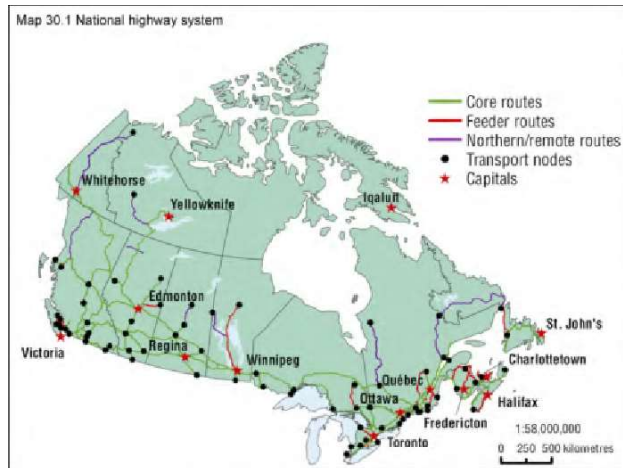 Map 30.1 National highway system
Core routes
Feeder routes
Northern/remote routes
Transport nodes
Capitals
Whitehorse
Yellowknife
Iqaluit
Edmonton
St. John's
Regina
Victoria
Winnipeg
Charlottetown
Québec
Ottawa
Halifax
Fredericton
Toronto
1:58,000,000
0 250 500 kilometres